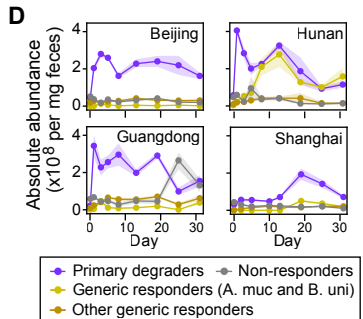 D
Absolute abundance
(x10⁸ per mg feces)
Beijing
Hunan
4
2
0
Guangdong
Shanghai
4
2
0
0 10 20 30 0 10 20 30
Day Day
Primary degraders Non-responders
Generic responders (A. muc and B. uni)
Other generic responders